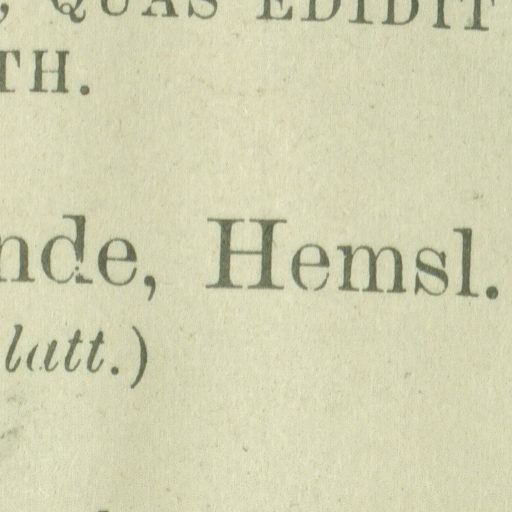 , QUAS EDIDIT
TH.
nde, Hemsl.
latt.)